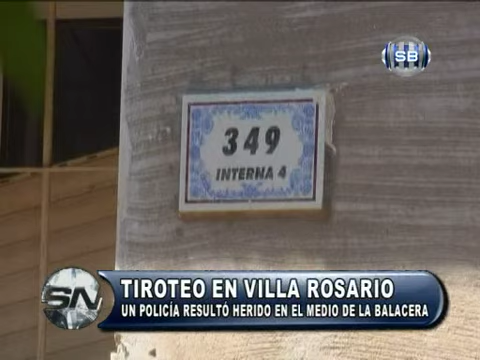 SB
349
INTERNA 4
SN
TIROTEO EN VILLA ROSARIO
UN POLICÍA RESULTÓ HERIDO EN EL MEDIO DE LA BALACERA